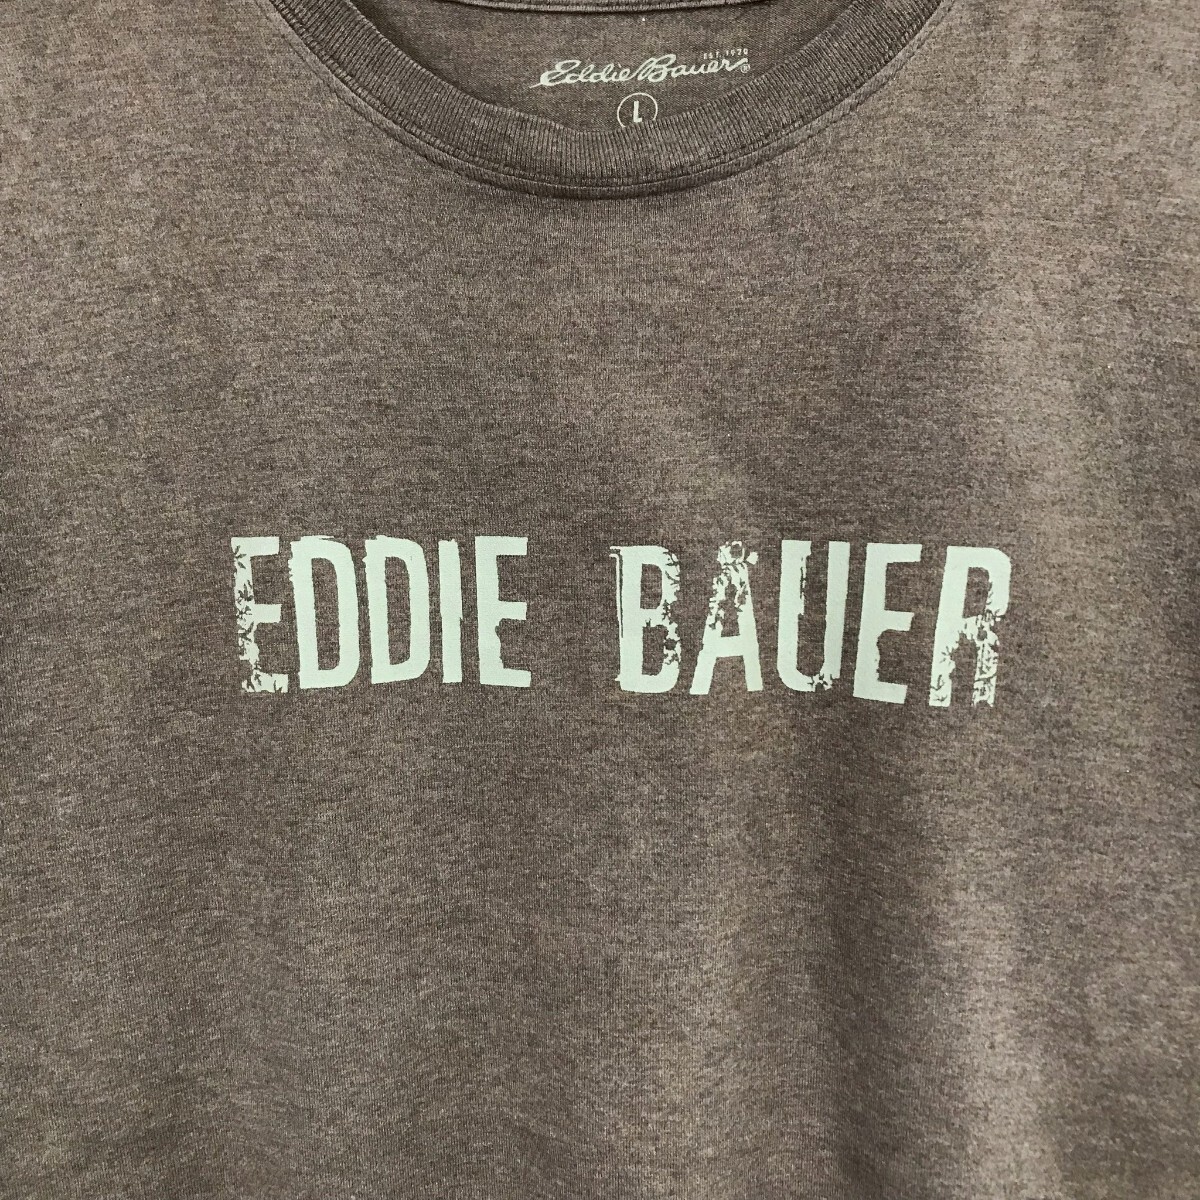 EST. 1920
Eddie Bauer®
L
EDDIE BAUER